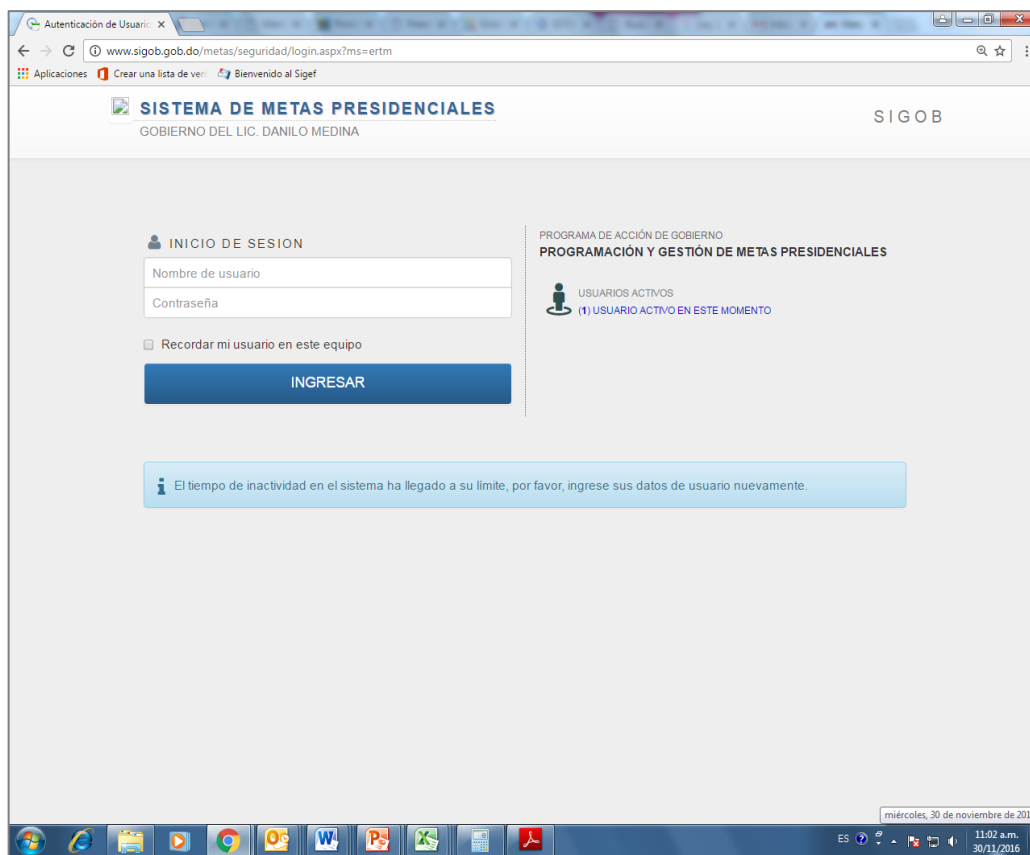 Autenticación de Usuario
www.sigob.gob.do/metas/seguridad/login.aspx?ms=ertm
Aplicaciones Crear una lista de veri Bienvenido al Sigef
SISTEMA DE METAS PRESIDENCIALES
GOBIERNO DEL LIC. DANILO MEDINA
SIGOB
INICIO DE SESION
Nombre de usuario
Contraseña
Recordar mi usuario en este equipo
INGRESAR
PROGRAMA DE ACCIÓN DE GOBIERNO
PROGRAMACIÓN Y GESTIÓN DE METAS PRESIDENCIALES
USUARIOS ACTIVOS
(1) USUARIO ACTIVO EN ESTE MOMENTO
El tiempo de inactividad en el sistema ha llegado a su límite, por favor, ingrese sus datos de usuario nuevamente.
miércoles, 30 de noviembre de 201
ES
11:02 a.m.
30/11/2016